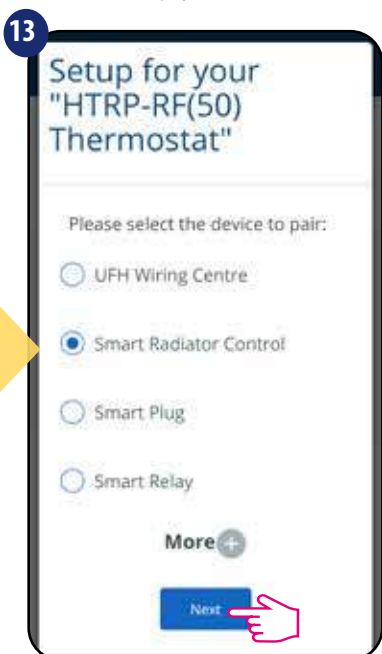 13
Setup for your
"HTRP-RF(50)
Thermostat"
Please select the device to pair:
UFH Wiring Centre
Smart Radiator Control
Smart Plug
Smart Relay
More +
Next